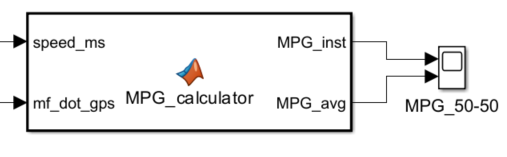 speed_ms
MPG_inst
mf_dot_gps
MPG_calculator
MPG_avg
MPG_50-50